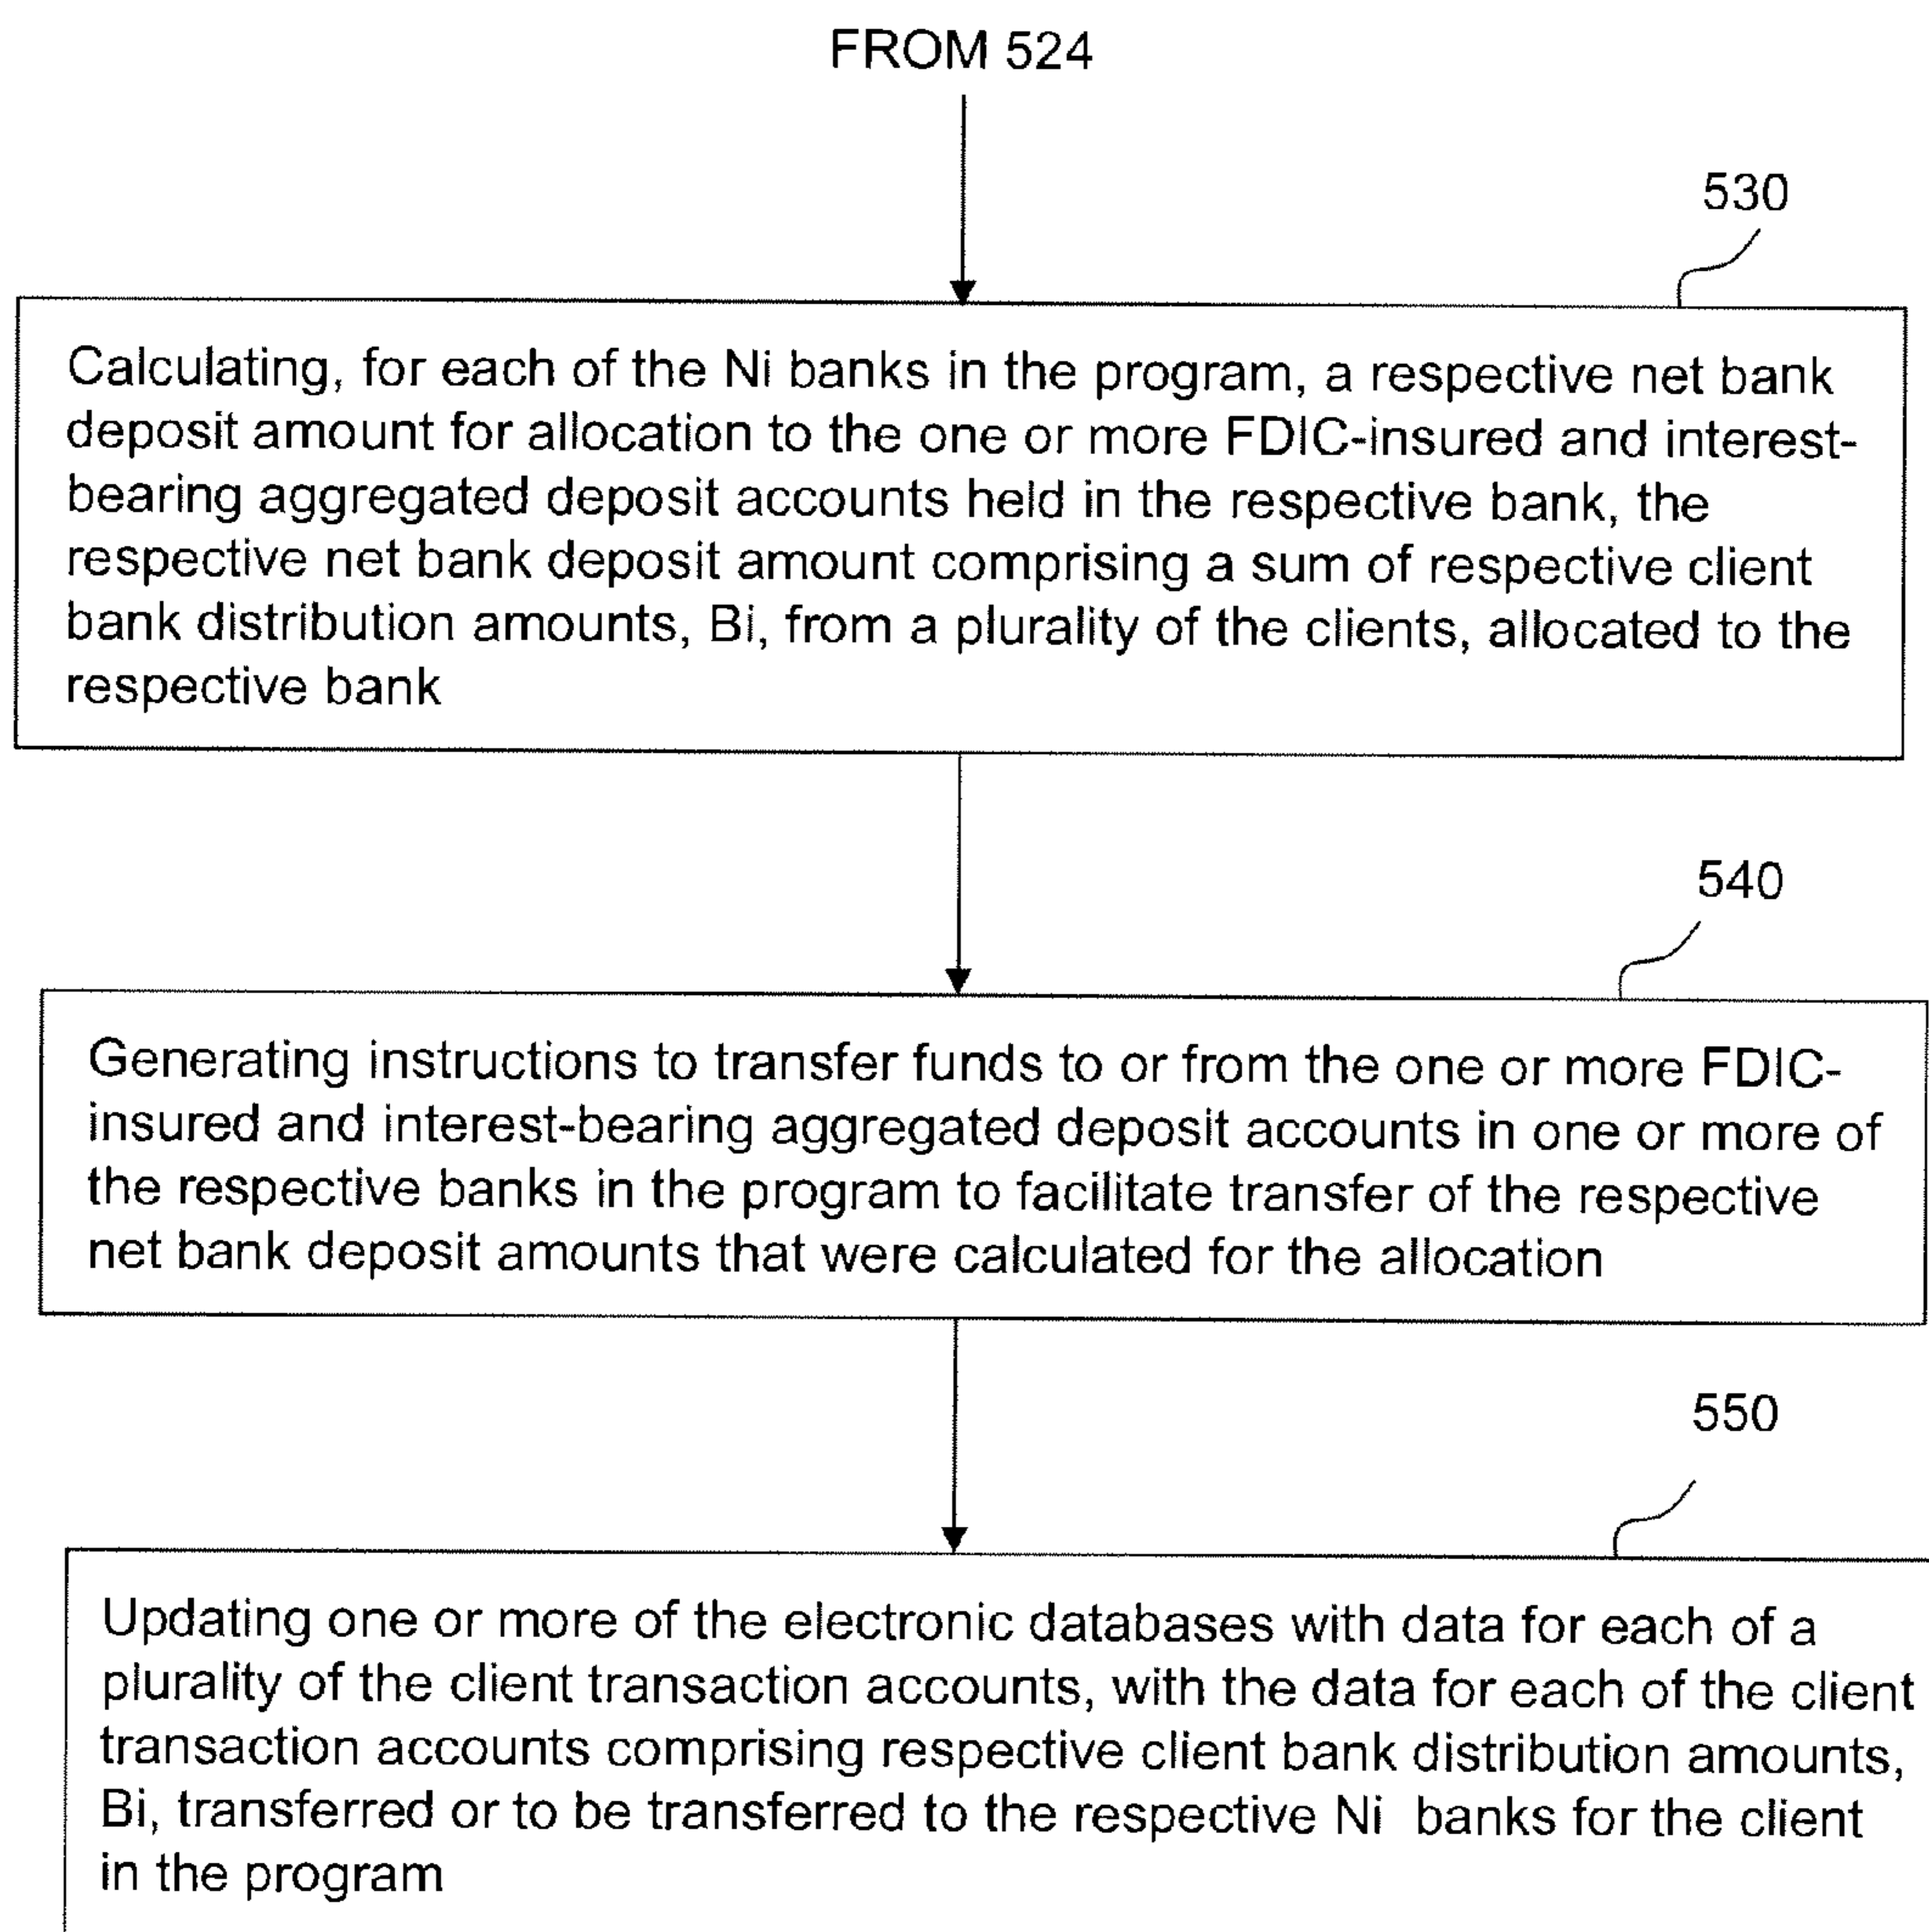 FROM 524
530
Calculating, for each of the Ni banks in the program, a respective net bank
deposit amount for allocation to the one or more FDIC-insured and interest-
bearing aggregated deposit accounts held in the respective bank, the
respective net bank deposit amount comprising a sum of respective client
bank distribution amounts, Bi, from a plurality of the clients, allocated to the
respective bank
540
Generating instructions to transfer funds to or from the one or more FDIC-
insured and interest-bearing aggregated deposit accounts in one or more of
the respective banks in the program to facilitate transfer of the respective
net bank deposit amounts that were calculated for the allocation
550
Updating one or more of the electronic databases with data for each of a
plurality of the client transaction accounts, with the data for each of the client
transaction accounts comprising respective client bank distribution amounts,
Bi, transferred or to be transferred to the respective Ni banks for the client
in the program